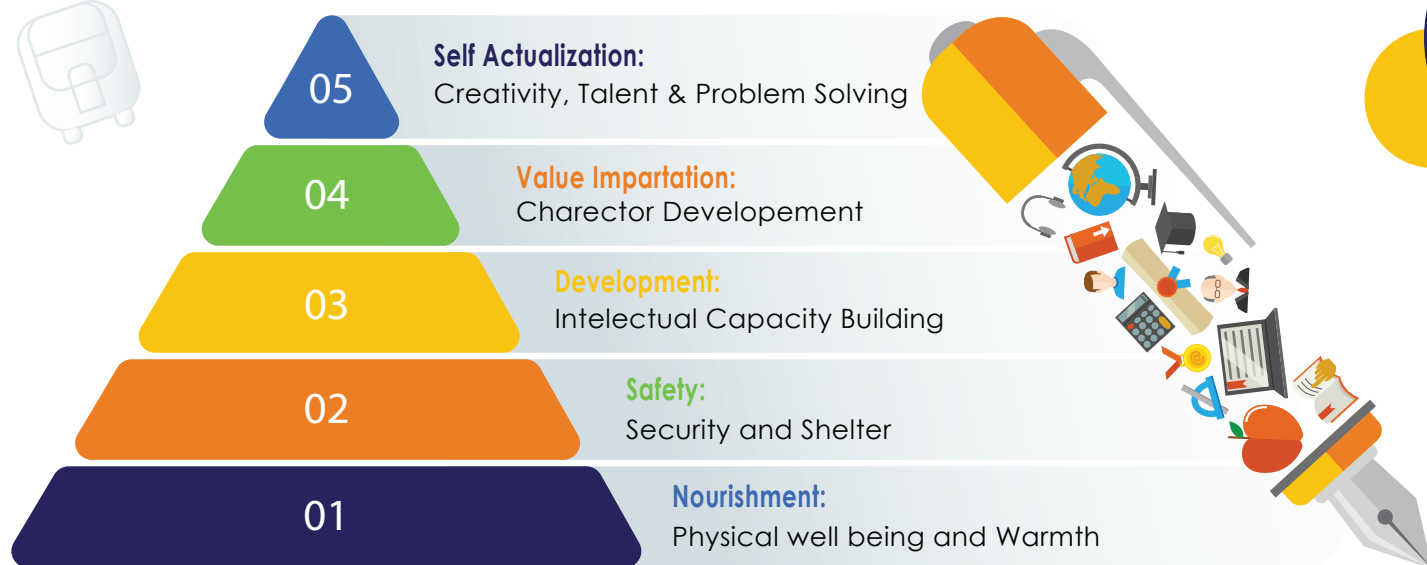 05
Self Actualization:
Creativity, Talent & Problem Solving
04
Value Impartation:
Charector Developement
03
Development:
Intelectual Capacity Building
02
Safety:
Security and Shelter
01
Nourishment:
Physical well being and Warmth